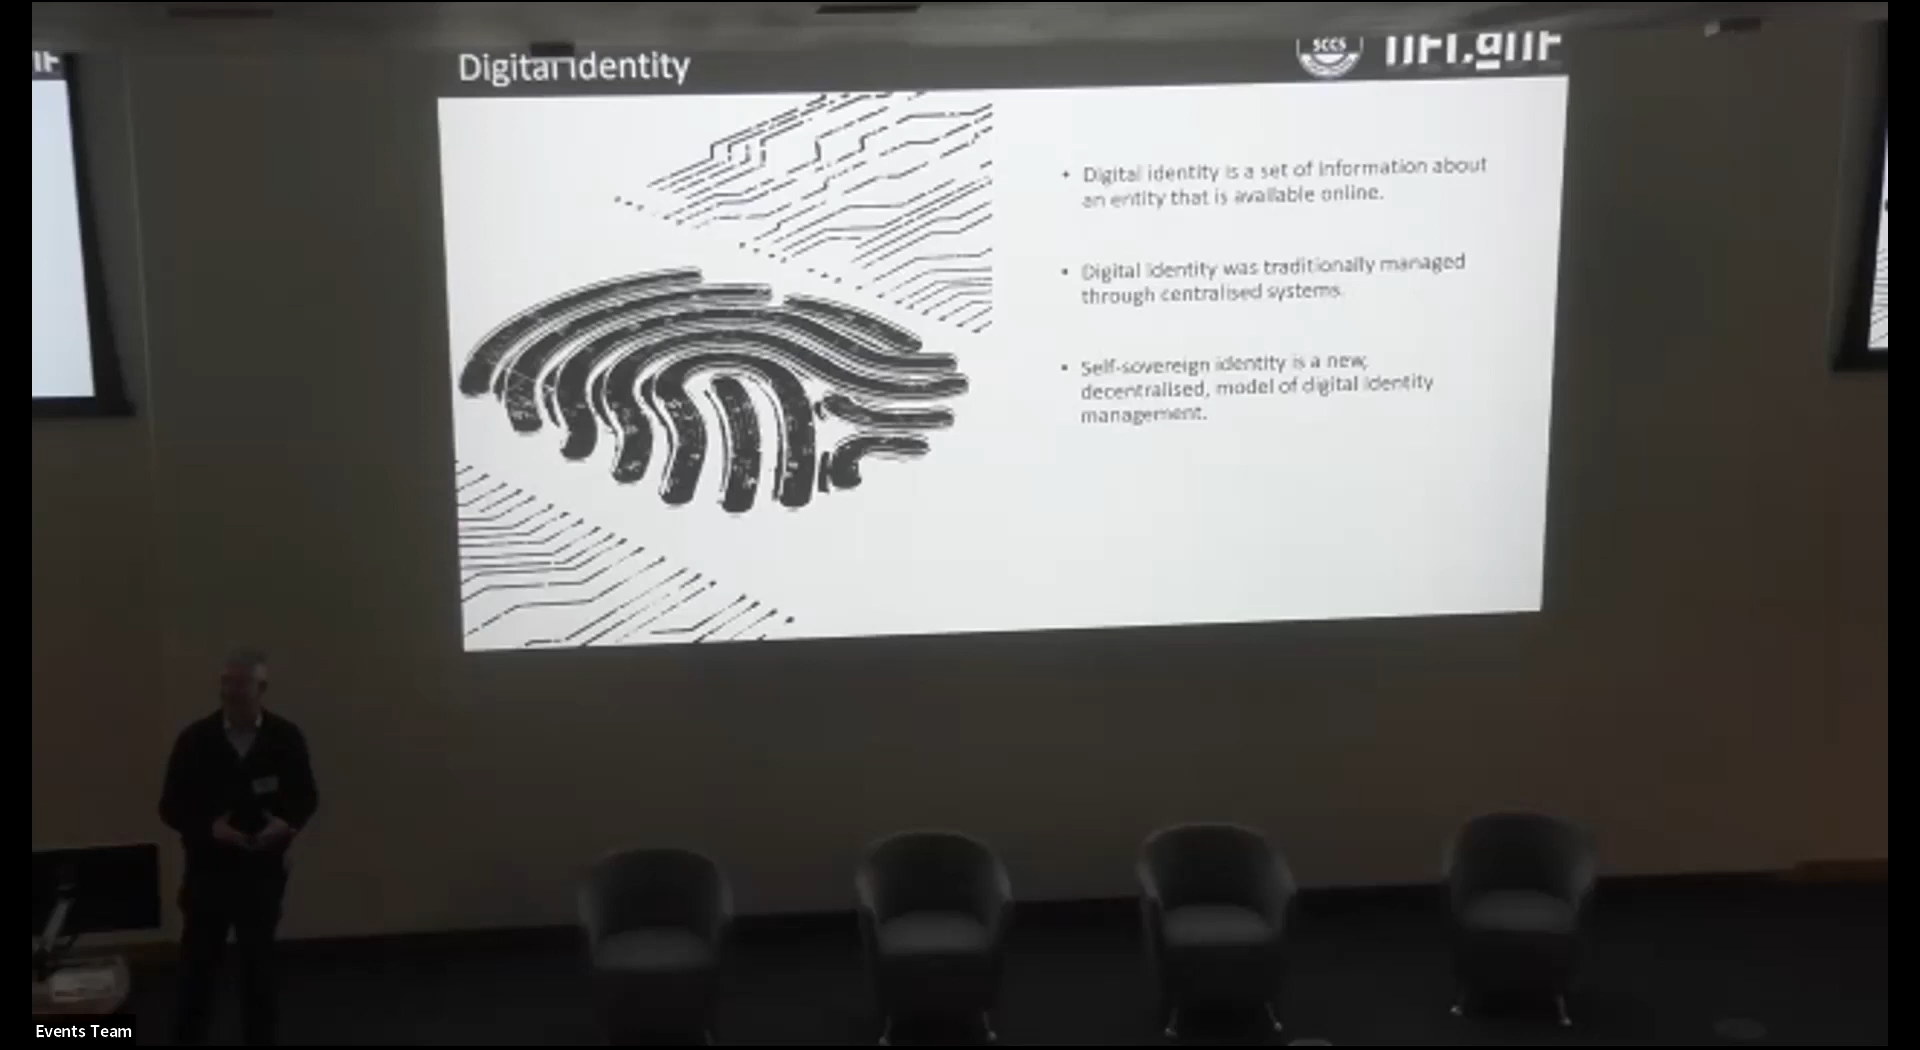 Digital Identity
SCCS
• Digital identity is a set of information about
an entity that is available online.
• Digital identity was traditionally managed
through centralised systems.
• Self-sovereign identity is a new,
decentralised, model of digital identity
management.
Events Team